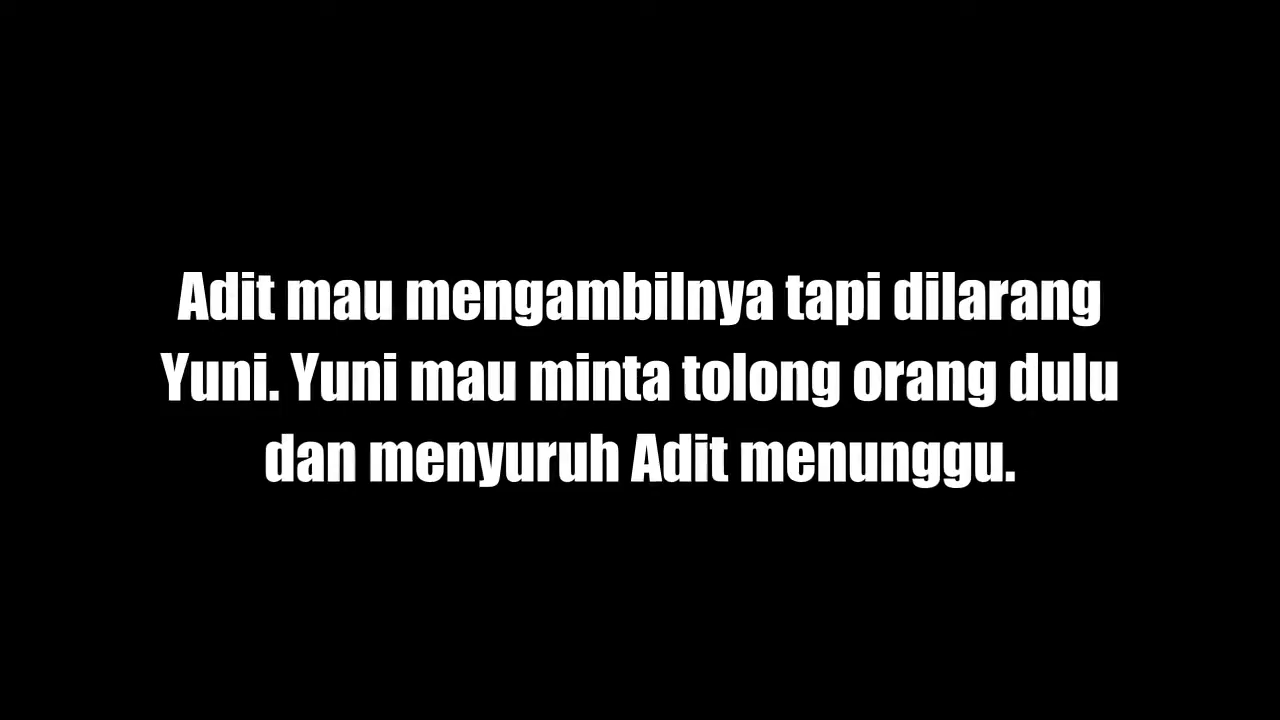 Adit mau mengambilnya tapi dilarang
Yuni. Yuni mau minta tolong orang dulu
dan menyuruh Adit menunggu.